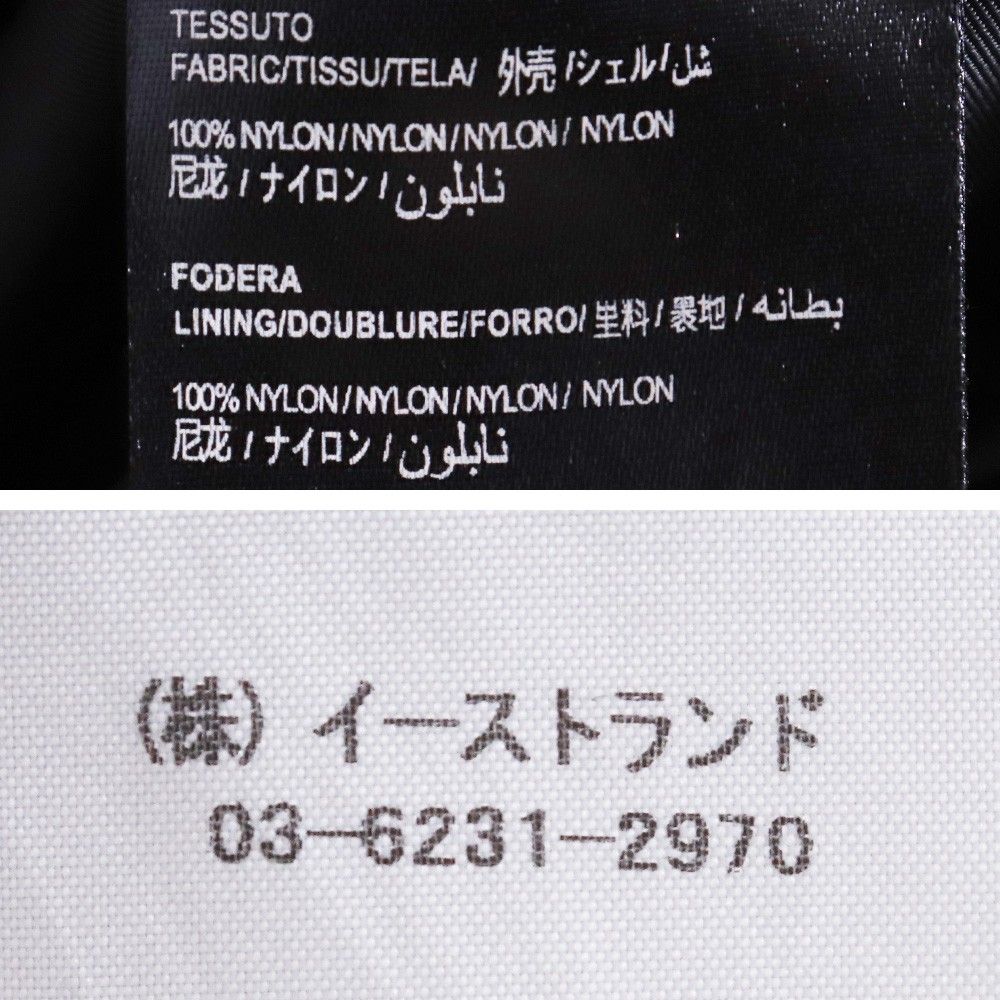 TESSUTO
FABRIC/TISSU/TELA/ 外壳 /シェル/ شل
100% NYLON/NYLON/NYLON/ NYLON
尼龙 / ナイロン / نابلون
FODERA
LINING/DOUBLURE/FORRO/ 里料 / 裏地 / بطانه
100% NYLON/NYLON/NYLON/ NYLON
尼龙 / ナイロン / نابلون
(株) イーストランド
03-6231-2970